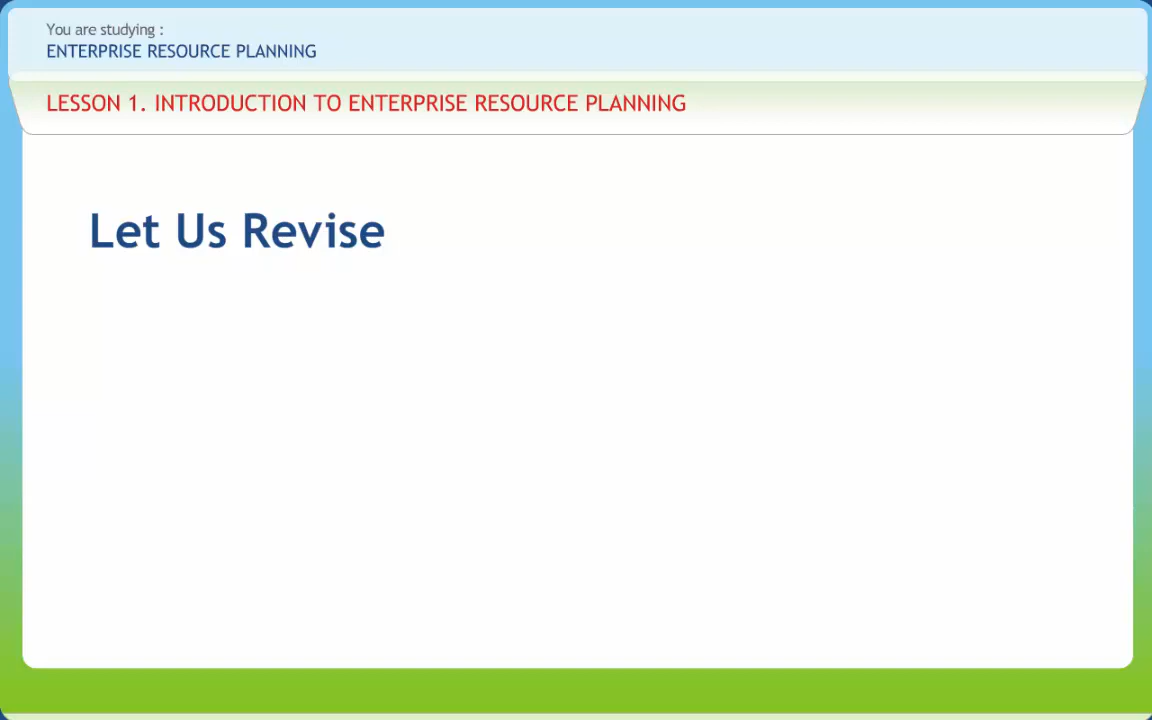 You are studying :
ENTERPRISE RESOURCE PLANNING
LESSON 1. INTRODUCTION TO ENTERPRISE RESOURCE PLANNING
Let Us Revise